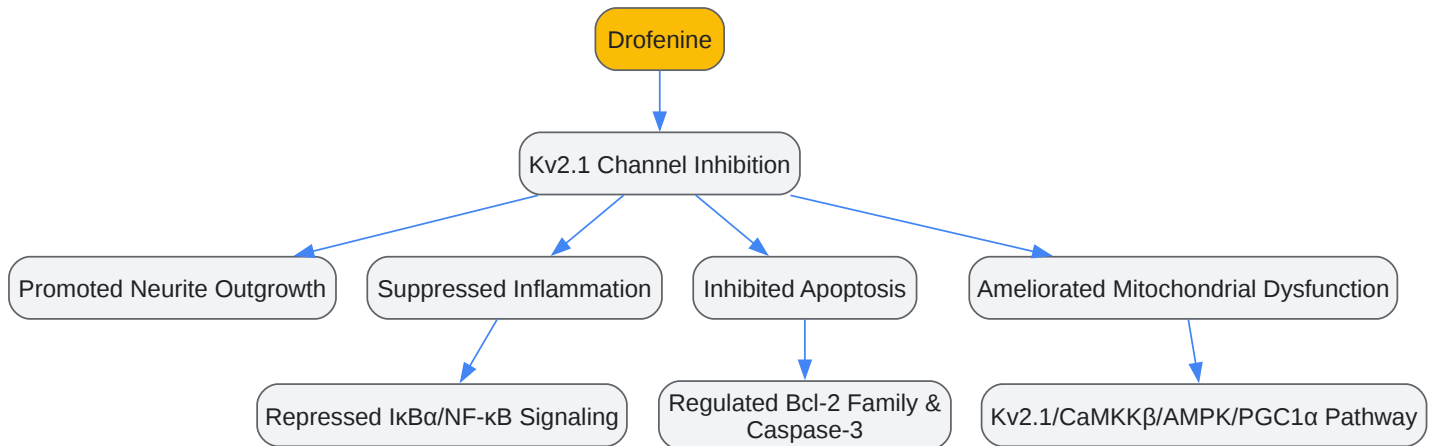 Drofenine
Kv2.1 Channel Inhibition
Promoted Neurite Outgrowth
Suppressed Inflammation
Inhibited Apoptosis
Ameliorated Mitochondrial Dysfunction
Repressed IκBα/NF-κB Signaling
Regulated Bcl-2 Family &
Caspase-3
Kv2.1/CaMKKβ/AMPK/PGC1α Pathway